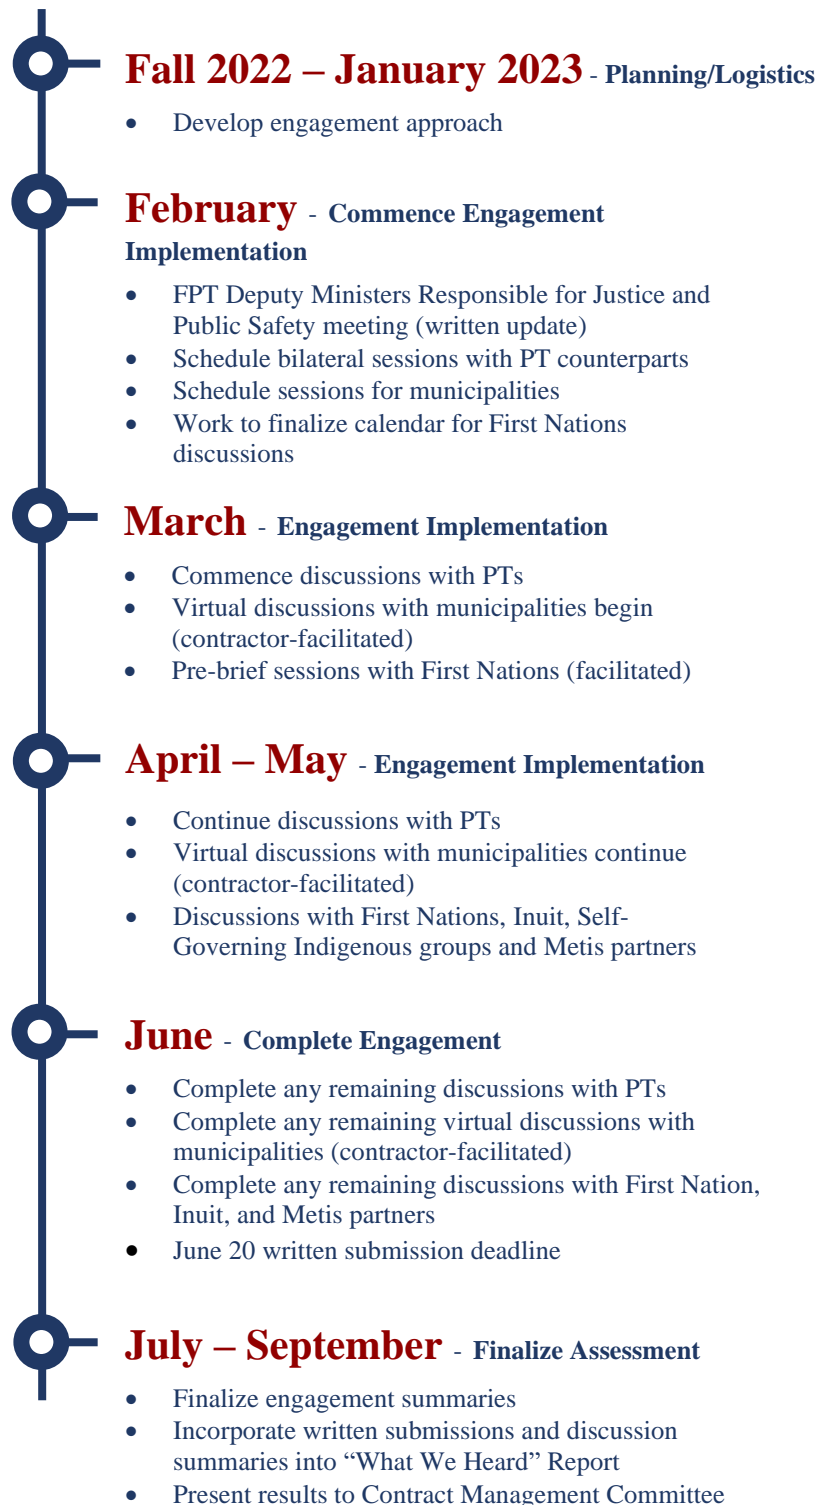 Fall 2022 – January 2023 - Planning/Logistics
• Develop engagement approach
February - Commence Engagement
Implementation
• FPT Deputy Ministers Responsible for Justice and
Public Safety meeting (written update)
• Schedule bilateral sessions with PT counterparts
• Schedule sessions for municipalities
• Work to finalize calendar for First Nations
discussions
March - Engagement Implementation
• Commence discussions with PTs
• Virtual discussions with municipalities begin
(contractor-facilitated)
• Pre-brief sessions with First Nations (facilitated)
April – May - Engagement Implementation
• Continue discussions with PTs
• Virtual discussions with municipalities continue
(contractor-facilitated)
• Discussions with First Nations, Inuit, Self-
Governing Indigenous groups and Metis partners
June - Complete Engagement
• Complete any remaining discussions with PTs
• Complete any remaining virtual discussions with
municipalities (contractor-facilitated)
• Complete any remaining discussions with First Nation,
Inuit, and Metis partners
• June 20 written submission deadline
July – September - Finalize Assessment
• Finalize engagement summaries
• Incorporate written submissions and discussion
summaries into “What We Heard” Report
• Present results to Contract Management Committee